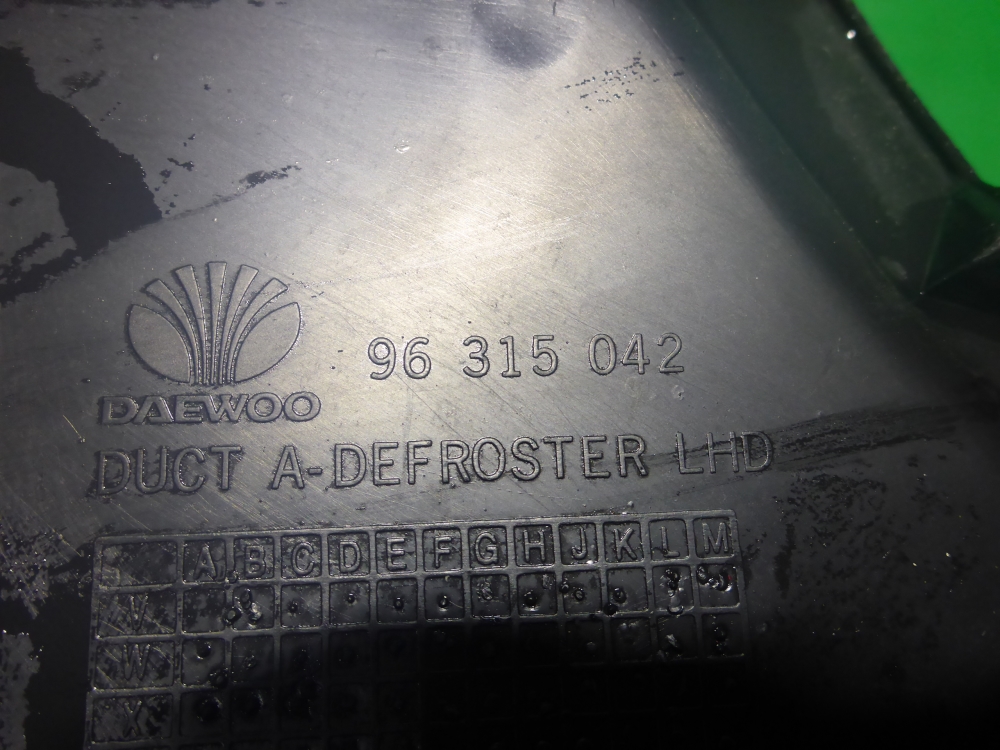 96 315 042
DAEWOO
DUCT A-DEFROSTER LHD
A B C D E F G H J K L M
V
W
X